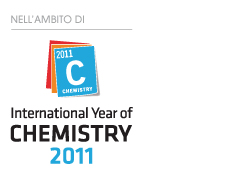 NELL'AMBITO DI
2011
C
CHEMISTRY
International Year of
CHEMISTRY
2011